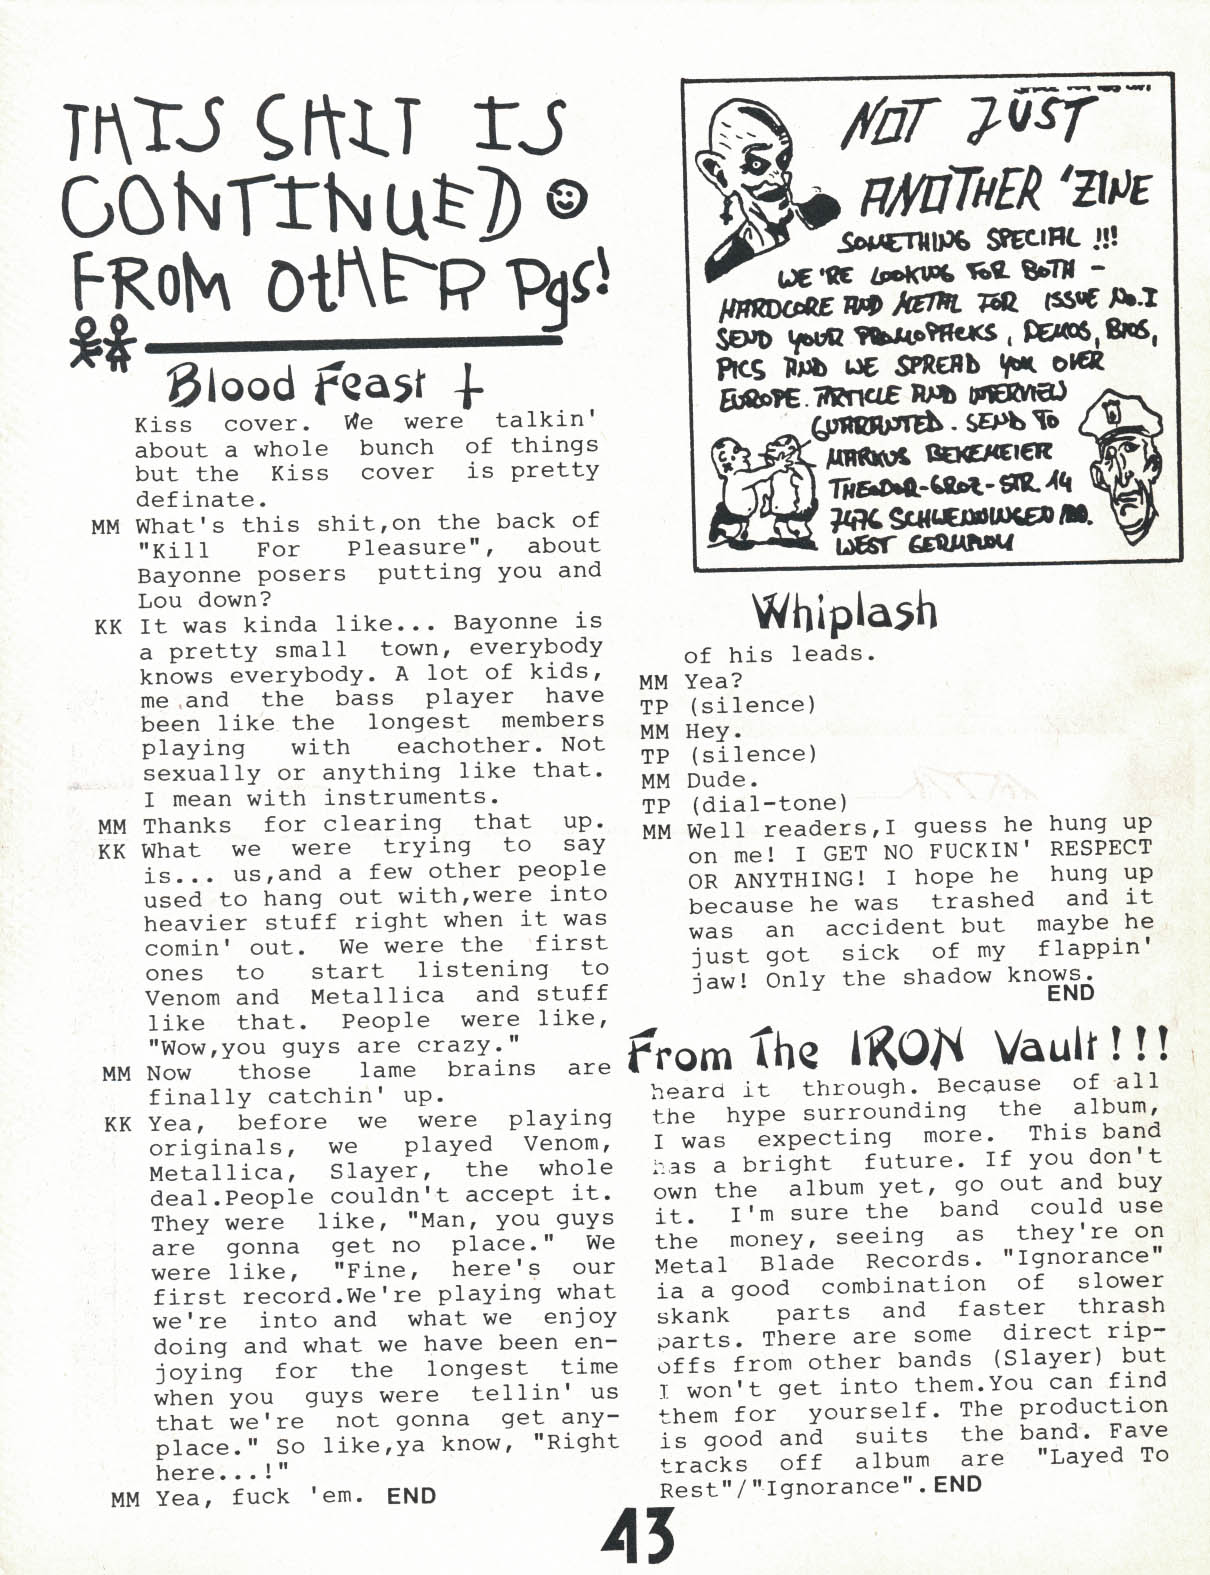 THIS SHIT IS
CONTINUED
FROM OtHER Pgs!
Blood Feast
Kiss cover. We were talkin'
about a whole bunch of things
but the Kiss cover is pretty
definate.
MM What's this shit,on the back of
"Kill For Pleasure", about
Bayonne posers putting you and
Lou down?
KK It was kinda like... Bayonne is
a pretty small town, everybody
knows everybody. A lot of kids,
me and the bass player have
been like the longest members
playing with eachother. Not
sexually or anything like that.
I mean with instruments.
MM Thanks for clearing that up.
KK What we were trying to say
is... us,and a few other people
used to hang out with,were into
heavier stuff right when it was
comin' out. We were the first
ones to start listening to
Venom and Metallica and stuff
like that. People were like,
"Wow,you guys are crazy."
MM Now those lame brains are
finally catchin' up.
KK Yea, before we were playing
originals, we played Venom,
Metallica, Slayer, the whole
deal.People couldn't accept it.
They were like, "Man, you guys
are gonna get no place." We
were like, "Fine, here's our
first record.We're playing what
we're into and what we enjoy
doing and what we have been en-
joying for the longest time
when you guys were tellin' us
that we're not gonna get any-
place." So like,ya know, "Right
here...!"
MM Yea, fuck 'em. END
NOT JUST
ANOTHER 'ZINE
SOMETHING SPECIAL !!!
WE'RE LOOKING FOR BOTH -
HARDCORE AND METAL FOR ISSUE No.I
SEND YOUR PROMOPACKS, DEMOS, BIOS,
PICS AND WE SPREAD YOU OVER
EUROPE. ARTICLE AND INTERVIEW
GUARANTED. SEND TO
MARKUS BEKEMEIER
THEODOR-GROZ-STR. 14
7476 SCHWENNINGEN
WEST GERMANY
Whiplash
of his leads.
MM Yea?
TP (silence)
MM Hey.
TP (silence)
MM Dude.
TP (dial-tone)
MM Well readers,I guess he hung up
on me! I GET NO FUCKIN' RESPECT
OR ANYTHING! I hope he hung up
because he was trashed and it
was an accident but maybe he
just got sick of my flappin'
jaw! Only the shadow knows.
END
From The IRON Vault!!!
heard it through. Because of all
the hype surrounding the album,
I was expecting more. This band
has a bright future. If you don't
own the album yet, go out and buy
it. I'm sure the band could use
the money, seeing as they're on
Metal Blade Records. "Ignorance"
ia a good combination of slower
skank parts and faster thrash
parts. There are some direct rip-
offs from other bands (Slayer) but
I won't get into them.You can find
them for yourself. The production
is good and suits the band. Fave
tracks off album are "Layed To
Rest"/"Ignorance". END
43